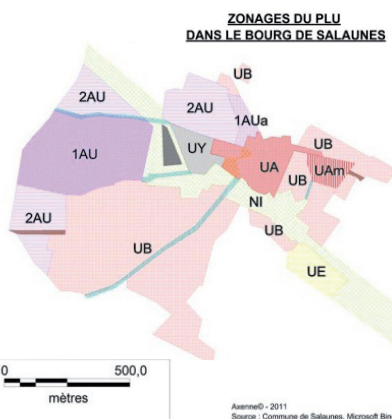 ZONAGES DU PLU
DANS LE BOURG DE SALAUNES
UB
2AU
2AU
1AUa
UB
1AU
UY
UA
UAm
UB
2AU
NI
UB
UB
UE
0 500,0
mètres
Axenne© - 2011
Source : Commune de Salaunes, Microsoft